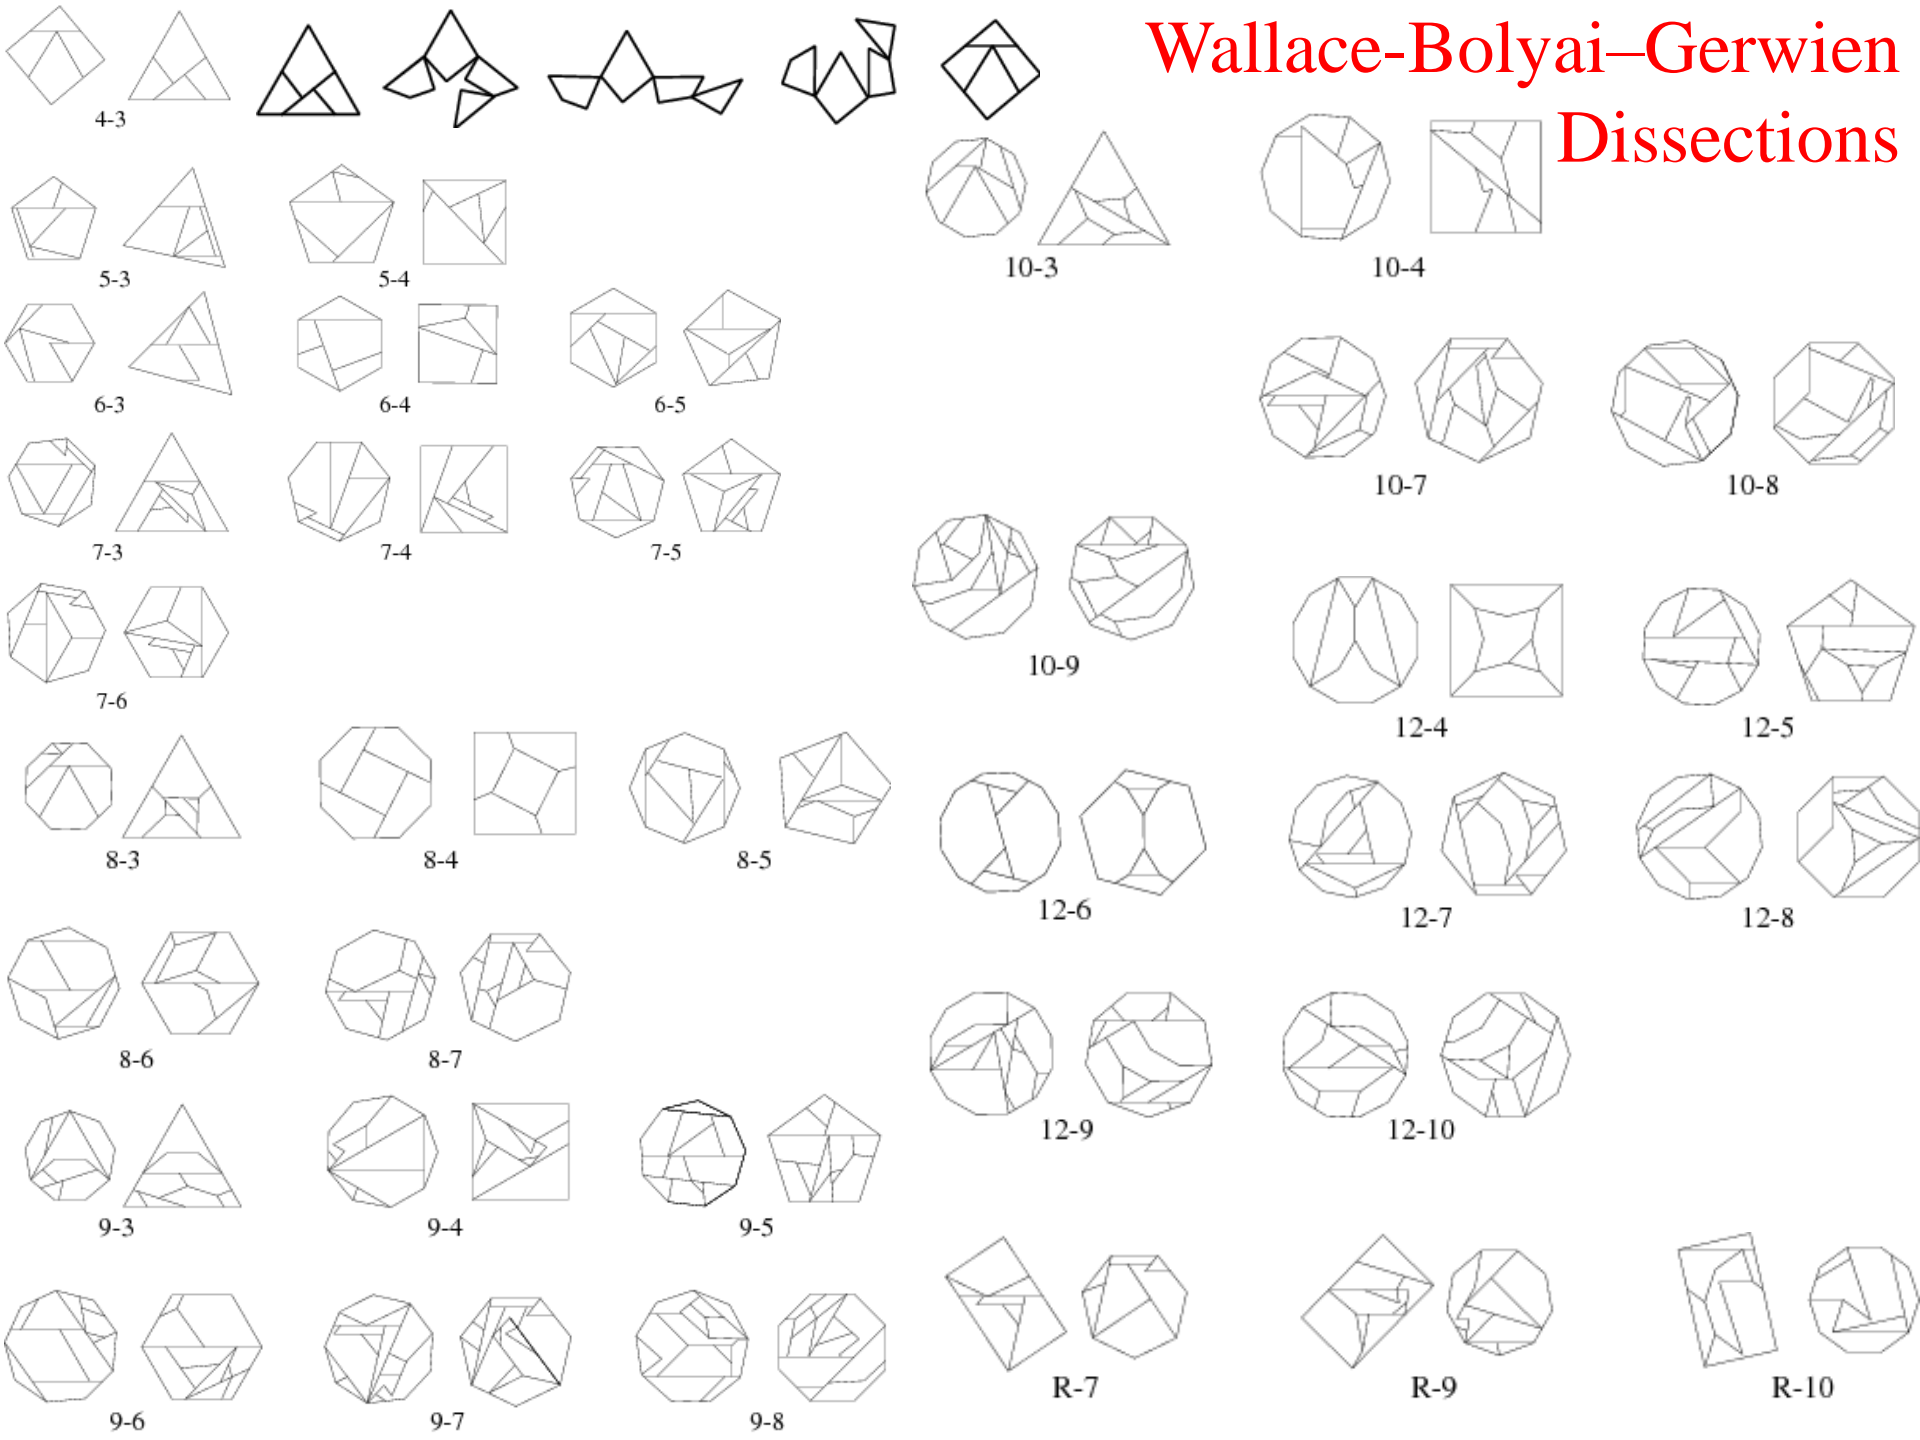 Wallace-Bolyai–Gerwien
Dissections
4-3
5-3 5-4
6-3 6-4 6-5
7-3 7-4 7-5
7-6
8-3 8-4 8-5
8-6 8-7
9-3 9-4 9-5
9-6 9-7 9-8
10-3 10-4
10-7 10-8
10-9
12-4 12-5
12-6 12-7 12-8
12-9 12-10
R-7 R-9 R-10